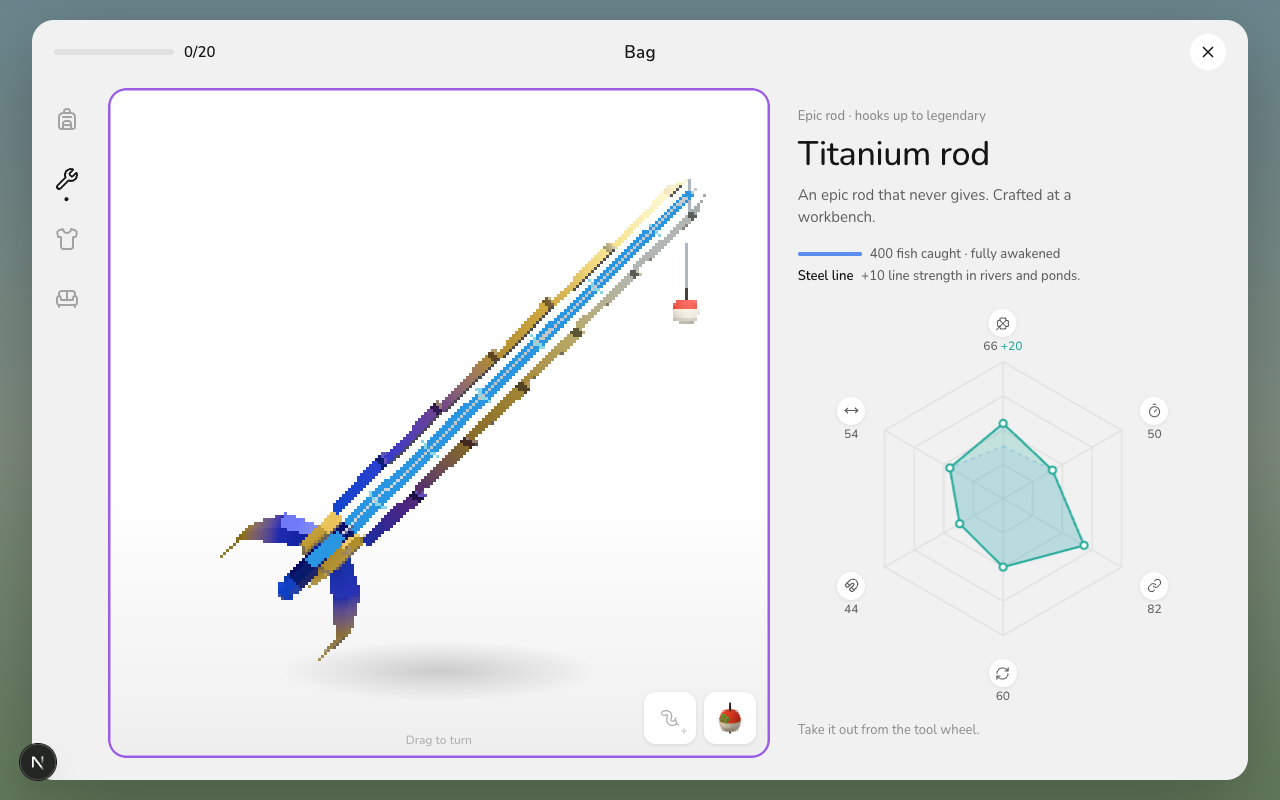 0/20
Bag
Epic rod · hooks up to legendary
Titanium rod
An epic rod that never gives. Crafted at a
workbench.
400 fish caught · fully awakened
Steel line +10 line strength in rivers and ponds.
66 +20
54
50
44
82
60
Drag to turn
Take it out from the tool wheel.
N